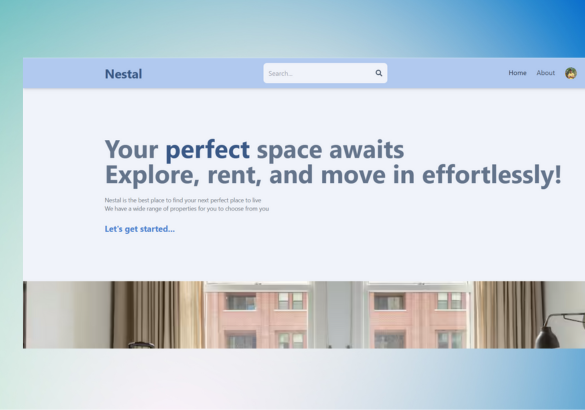 Nestal
Search...
Home About
Your perfect space awaits
Explore, rent, and move in effortlessly!
Nestal is the best place to find your next perfect place to live
We have a wide range of properties for you to choose from you
Let's get started...